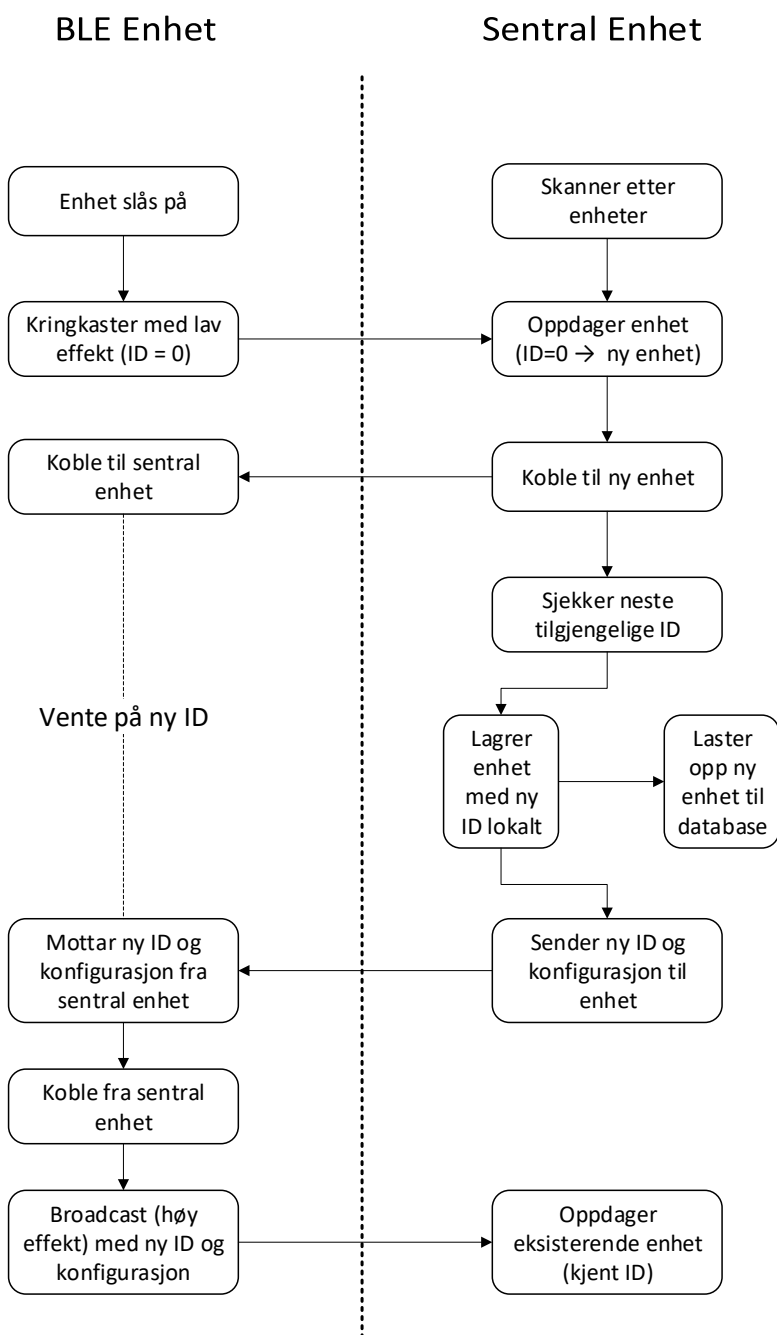 BLE Enhet
Sentral Enhet
Enhet slås på
Skanner etter
enheter
Kringkaster med lav
effekt (ID = 0)
Oppdager enhet
(ID=0 → ny enhet)
Koble til sentral
enhet
Koble til ny enhet
Sjekker neste
tilgjengelige ID
Vente på ny ID
Lagrer
enhet
med ny
ID lokalt
Laster
opp ny
enhet til
database
Mottar ny ID og
konfigurasjon fra
sentral enhet
Sender ny ID og
konfigurasjon til
enhet
Koble fra sentral
enhet
Broadcast (høy
effekt) med ny ID og
konfigurasjon
Oppdager
eksisterende enhet
(kjent ID)